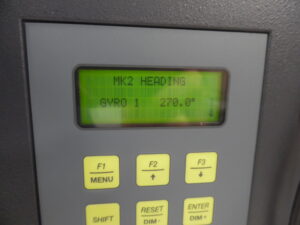 MK2 HEADING
GYRO 1 270.0°
F1 F2 F3
MENU ↑ ↓
SHIFT RESET ENTER
DIM- DIM+